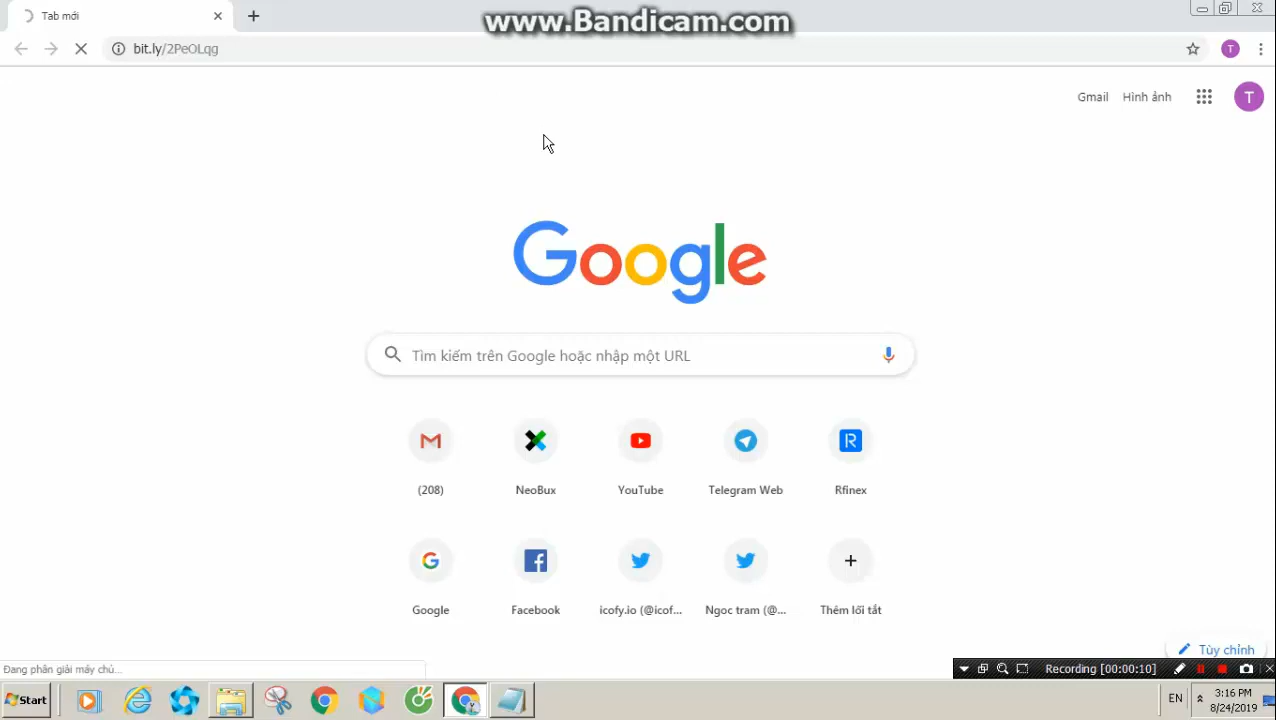 Tab mới
www.Bandicam.com
bit.ly/2PeOLqg
T
Gmail
Hình ảnh
T
Google
Tìm kiếm trên Google hoặc nhập một URL
(208)
NeoBux
YouTube
Telegram Web
Rfinex
Google
Facebook
icofy.io (@icof...
Ngoc tram (@...
Thêm lối tắt
Tùy chỉnh
Đang phân giải máy chủ...
Recording [00:00:10]
Start
EN
3:16 PM
8/24/2019